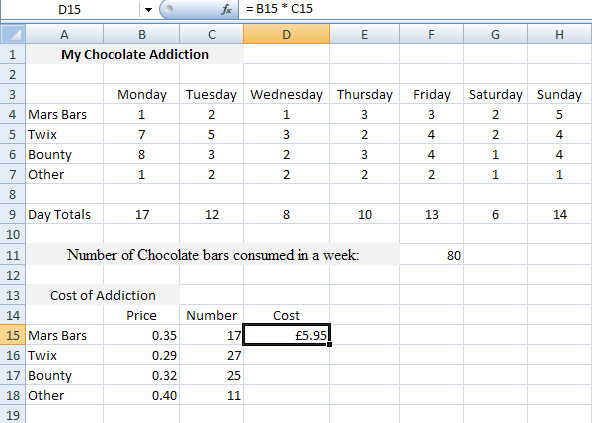 D15 fx = B15 * C15
A B C D E F G H
1 My Chocolate Addiction
2
3 Monday Tuesday Wednesday Thursday Friday Saturday Sunday
4 Mars Bars 1 2 1 3 3 2 5
5 Twix 7 5 3 2 4 2 4
6 Bounty 8 3 2 3 4 1 4
7 Other 1 2 2 2 2 1 1
8
9 Day Totals 17 12 8 10 13 6 14
10
11 Number of Chocolate bars consumed in a week: 80
12
13 Cost of Addiction
14 Price Number Cost
15 Mars Bars 0.35 17 £5.95
16 Twix 0.29 27
17 Bounty 0.32 25
18 Other 0.40 11
19